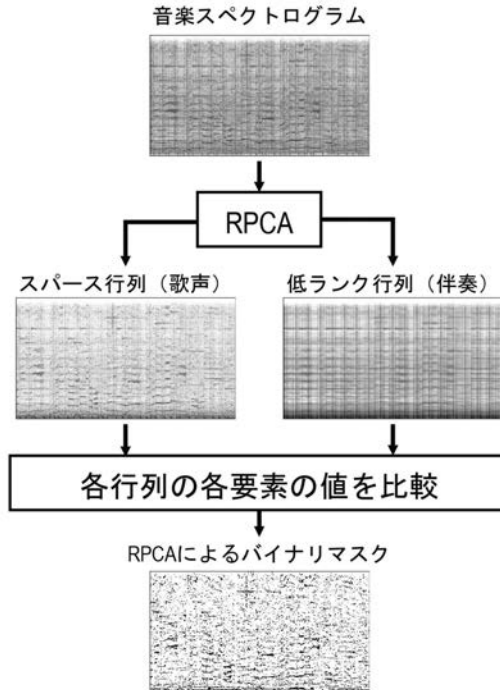 音楽スペクトログラム
RPCA
スパース行列（歌声）
低ランク行列（伴奏）
各行列の各要素の値を比較
RPCAによるバイナリマスク